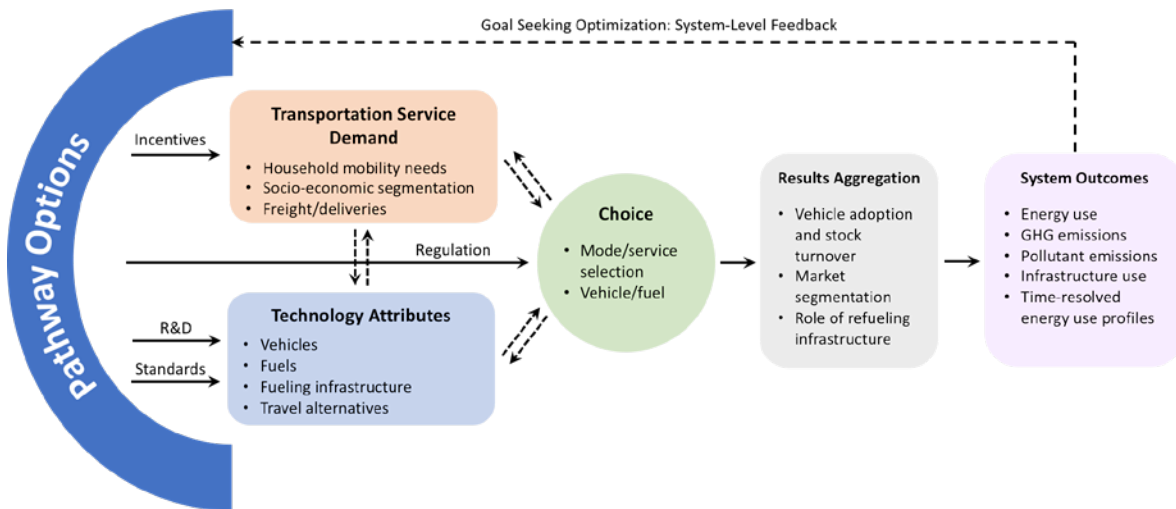 Goal Seeking Optimization: System-Level Feedback
Pathway Options
Incentives
Transportation Service
Demand
• Household mobility needs
• Socio-economic segmentation
• Freight/deliveries
Regulation
R&D
Standards
Technology Attributes
• Vehicles
• Fuels
• Fueling infrastructure
• Travel alternatives
Choice
• Mode/service
selection
• Vehicle/fuel
Results Aggregation
• Vehicle adoption
and stock
turnover
• Market
segmentation
• Role of refueling
infrastructure
System Outcomes
• Energy use
• GHG emissions
• Pollutant emissions
• Infrastructure use
• Time-resolved
energy use profiles